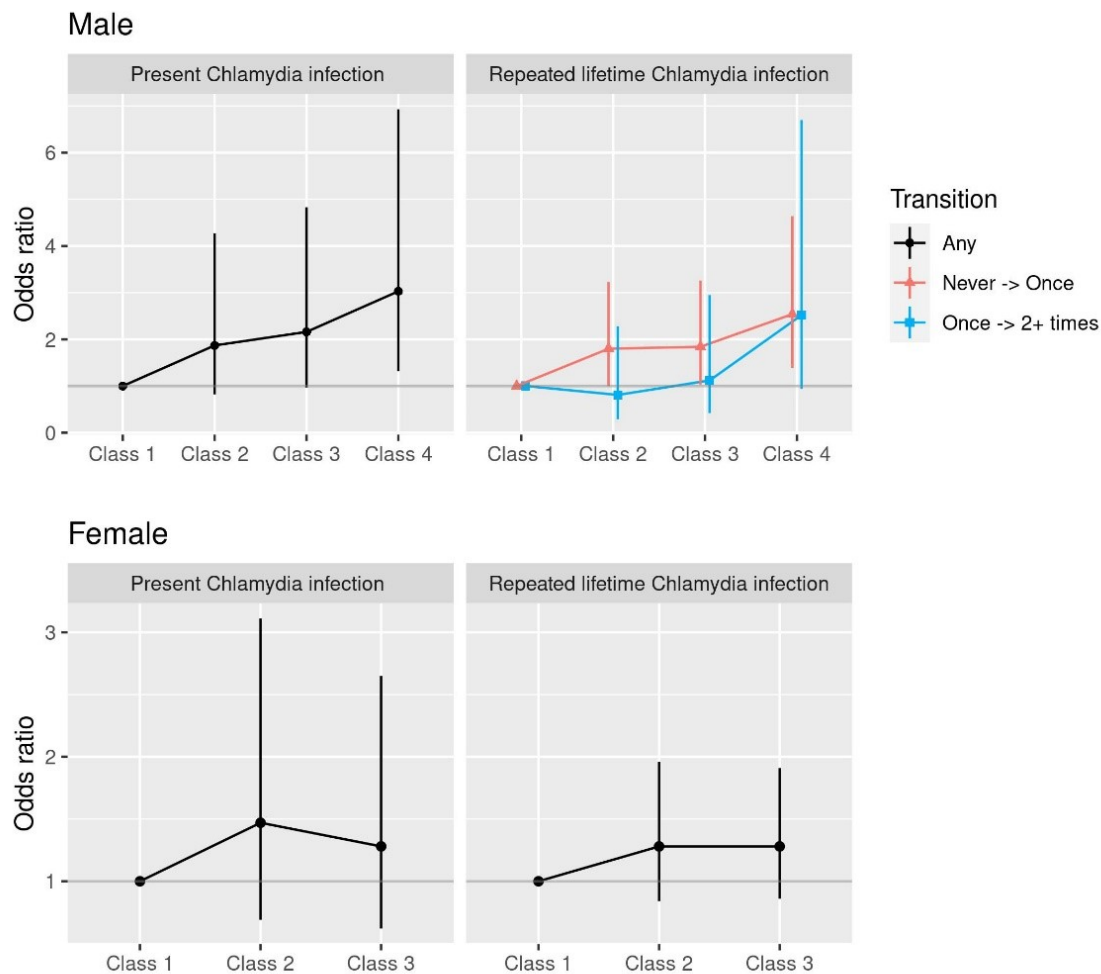 Male
Present Chlamydia infection
Repeated lifetime Chlamydia infection
Odds ratio
6
4
2
0
Class 1 Class 2 Class 3 Class 4
Class 1 Class 2 Class 3 Class 4
Transition
Any
Never -> Once
Once -> 2+ times
Female
Present Chlamydia infection
Repeated lifetime Chlamydia infection
Odds ratio
3
2
1
Class 1 Class 2 Class 3
Class 1 Class 2 Class 3